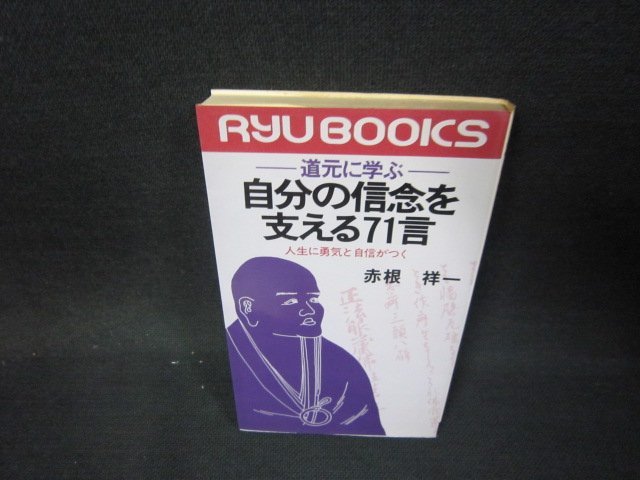 RYU BOOKS
道元に学ぶ
自分の信念を
支える71言
人生に勇気と自信がつく
赤根 祥一